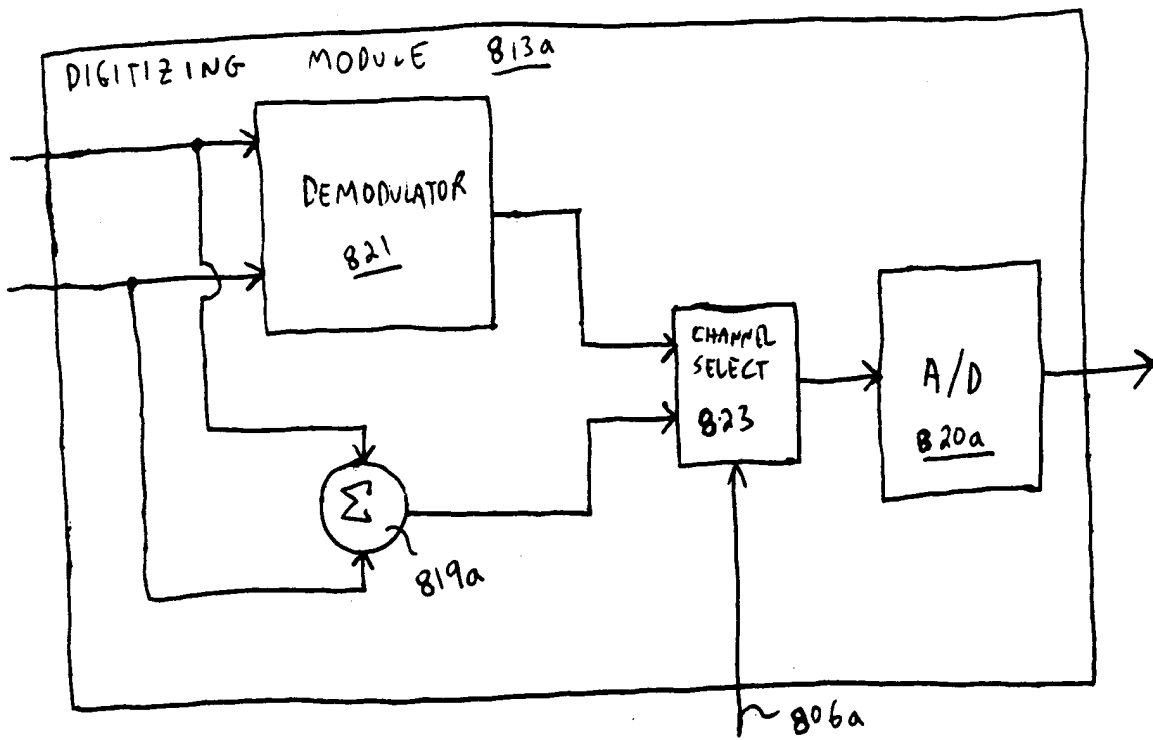 DIGITIZING MODULE 813a
DEMODULATOR
821
CHANNEL
SELECT
823
A/D
820a
Σ
819a
806a